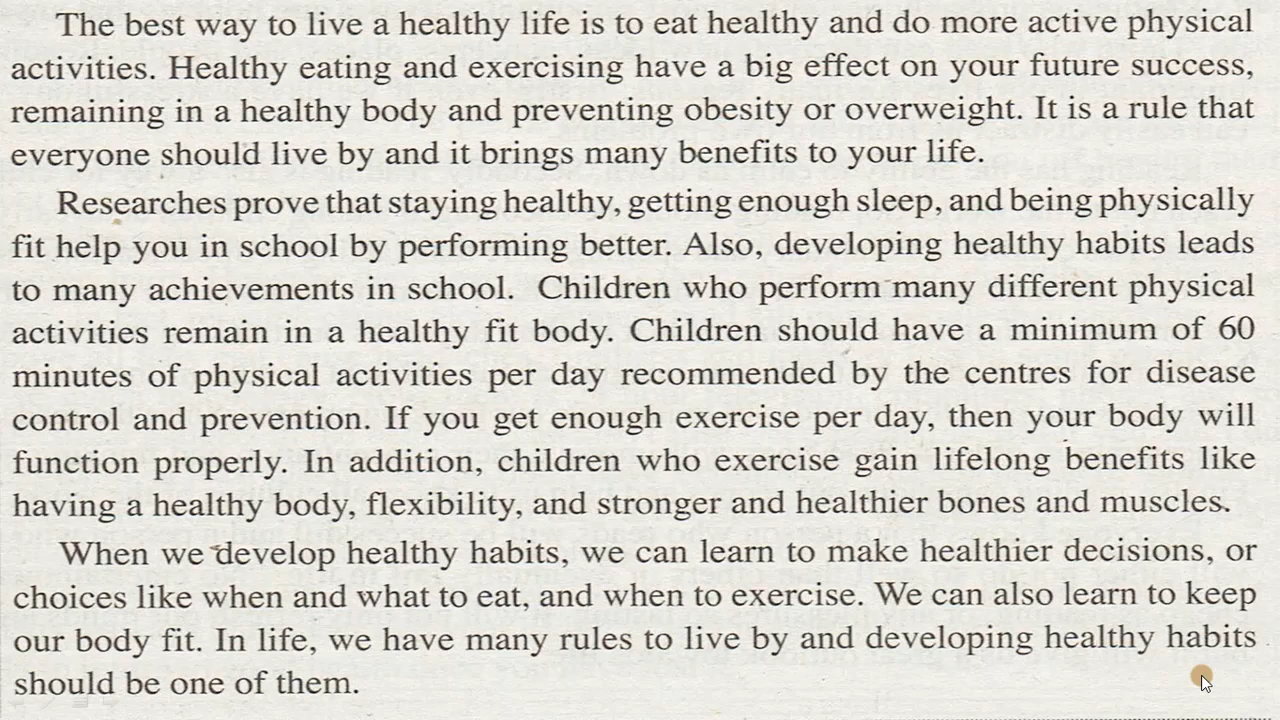 The best way to live a healthy life is to eat healthy and do more active physical
activities. Healthy eating and exercising have a big effect on your future success,
remaining in a healthy body and preventing obesity or overweight. It is a rule that
everyone should live by and it brings many benefits to your life.
Researches prove that staying healthy, getting enough sleep, and being physically
fit help you in school by performing better. Also, developing healthy habits leads
to many achievements in school. Children who perform many different physical
activities remain in a healthy fit body. Children should have a minimum of 60
minutes of physical activities per day recommended by the centres for disease
control and prevention. If you get enough exercise per day, then your body will
function properly. In addition, children who exercise gain lifelong benefits like
having a healthy body, flexibility, and stronger and healthier bones and muscles.
When we develop healthy habits, we can learn to make healthier decisions, or
choices like when and what to eat, and when to exercise. We can also learn to keep
our body fit. In life, we have many rules to live by and developing healthy habits
should be one of them.